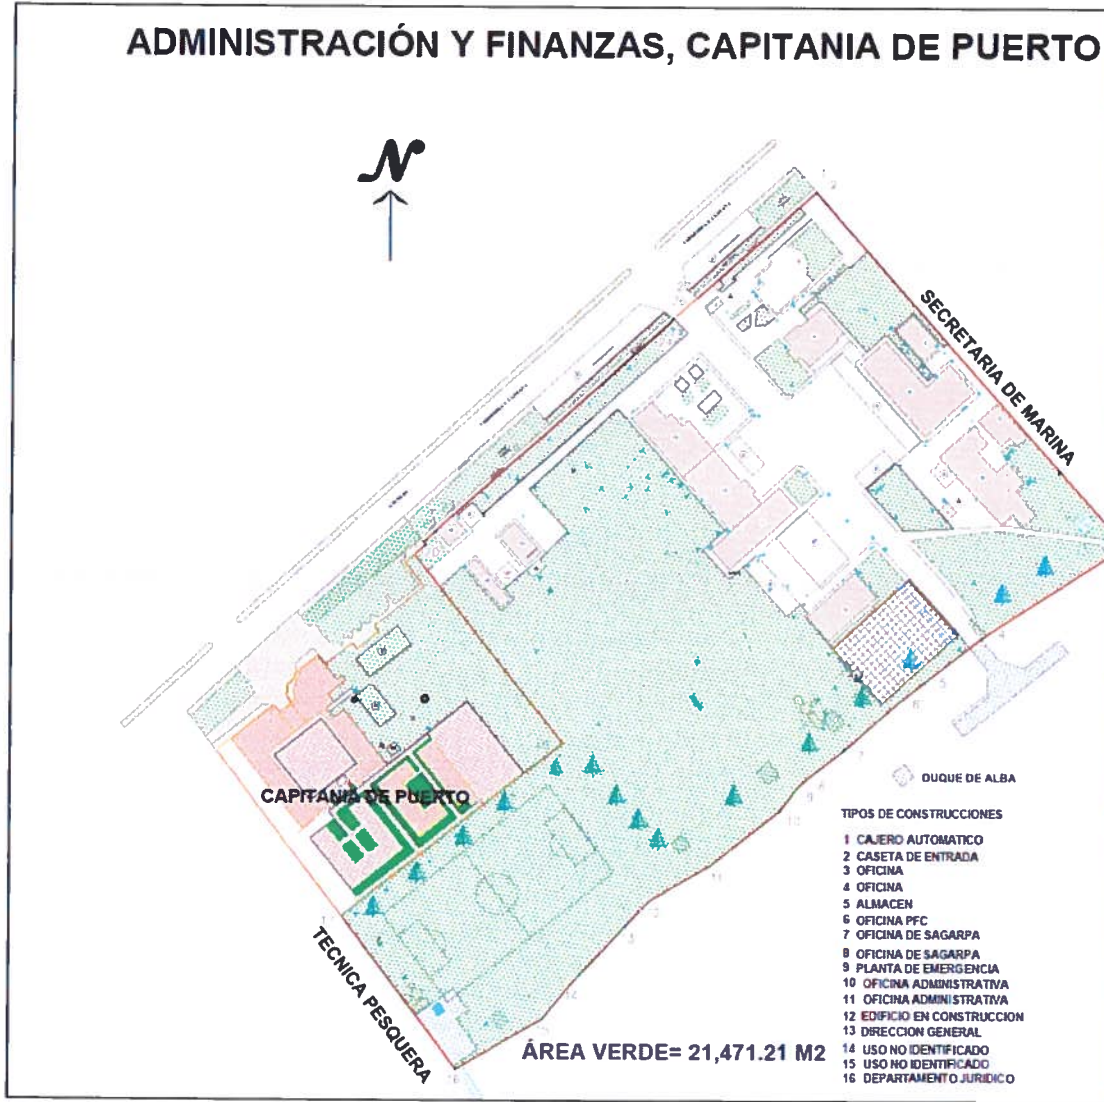 ADMINISTRACIÓN Y FINANZAS, CAPITANIA DE PUERTO
N
SECRETARIA DE MARINA
CAPITANIA DE PUERTO
TECNICA PESQUERA
DUQUE DE ALBA
TIPOS DE CONSTRUCCIONES
1 CAJERO AUTOMATICO
2 CASETA DE ENTRADA
3 OFICINA
4 OFICINA
5 ALMACEN
6 OFICINA PFC
7 OFICINA DE SAGARPA
8 OFICINA DE SAGARPA
9 PLANTA DE EMERGENCIA
10 OFICINA ADMINISTRATIVA
11 OFICINA ADMINISTRATIVA
12 EDIFICIO EN CONSTRUCCION
13 DIRECCION GENERAL
14 USO NO IDENTIFICADO
15 USO NO IDENTIFICADO
16 DEPARTAMENTO JURIDICO
ÁREA VERDE= 21,471.21 M2